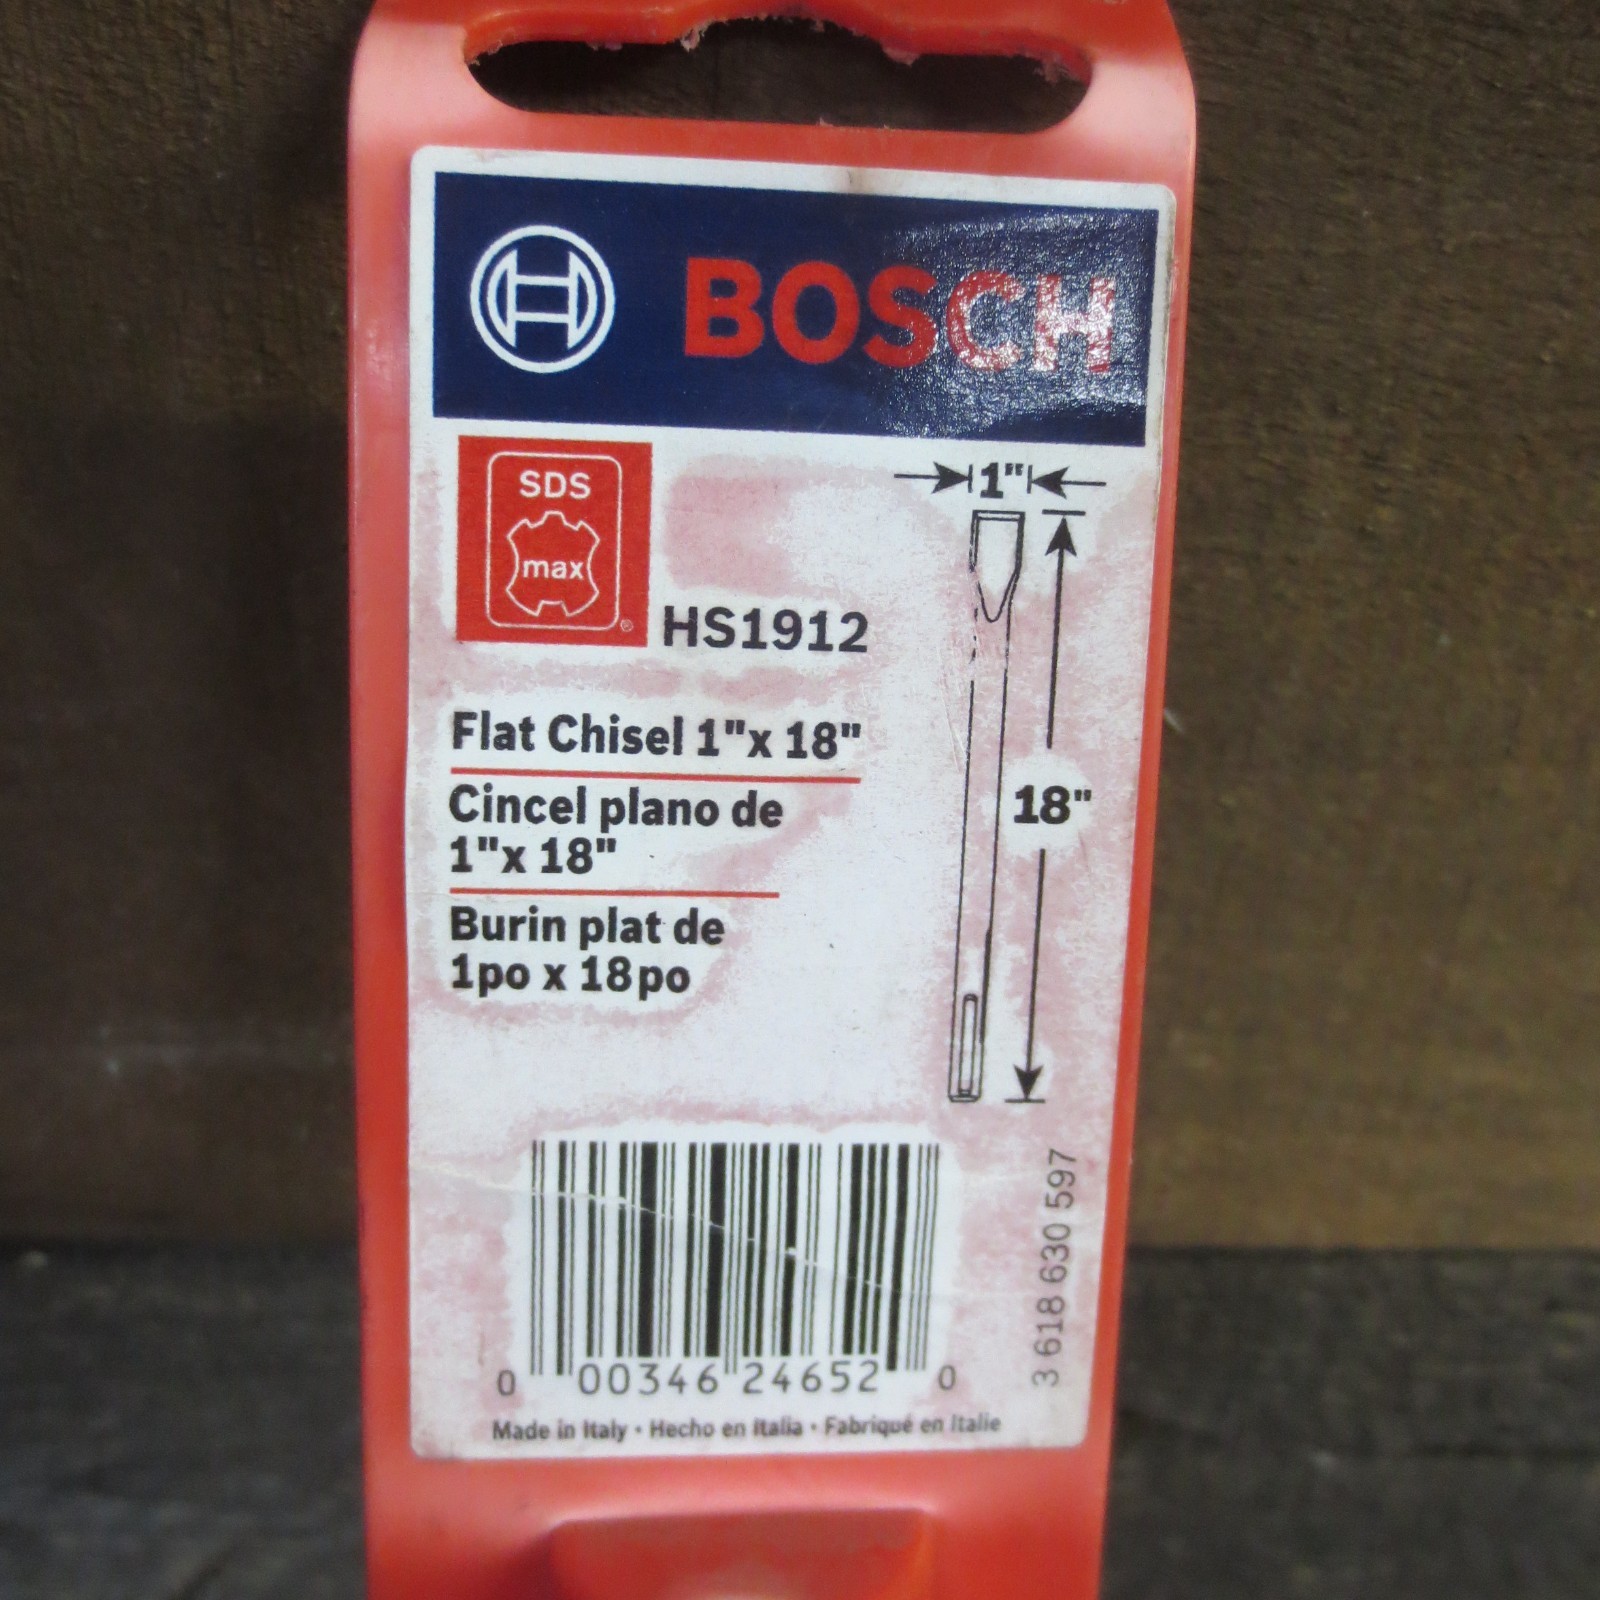 BOSCH
SDS
max
®
HS1912
1"
18"
Flat Chisel 1"x 18"
Cincel plano de
1"x 18"
Burin plat de
1po x 18po
0 00346 24652 0
3 618 630 597
Made in Italy • Hecho en Italia • Fabriqué en Italie